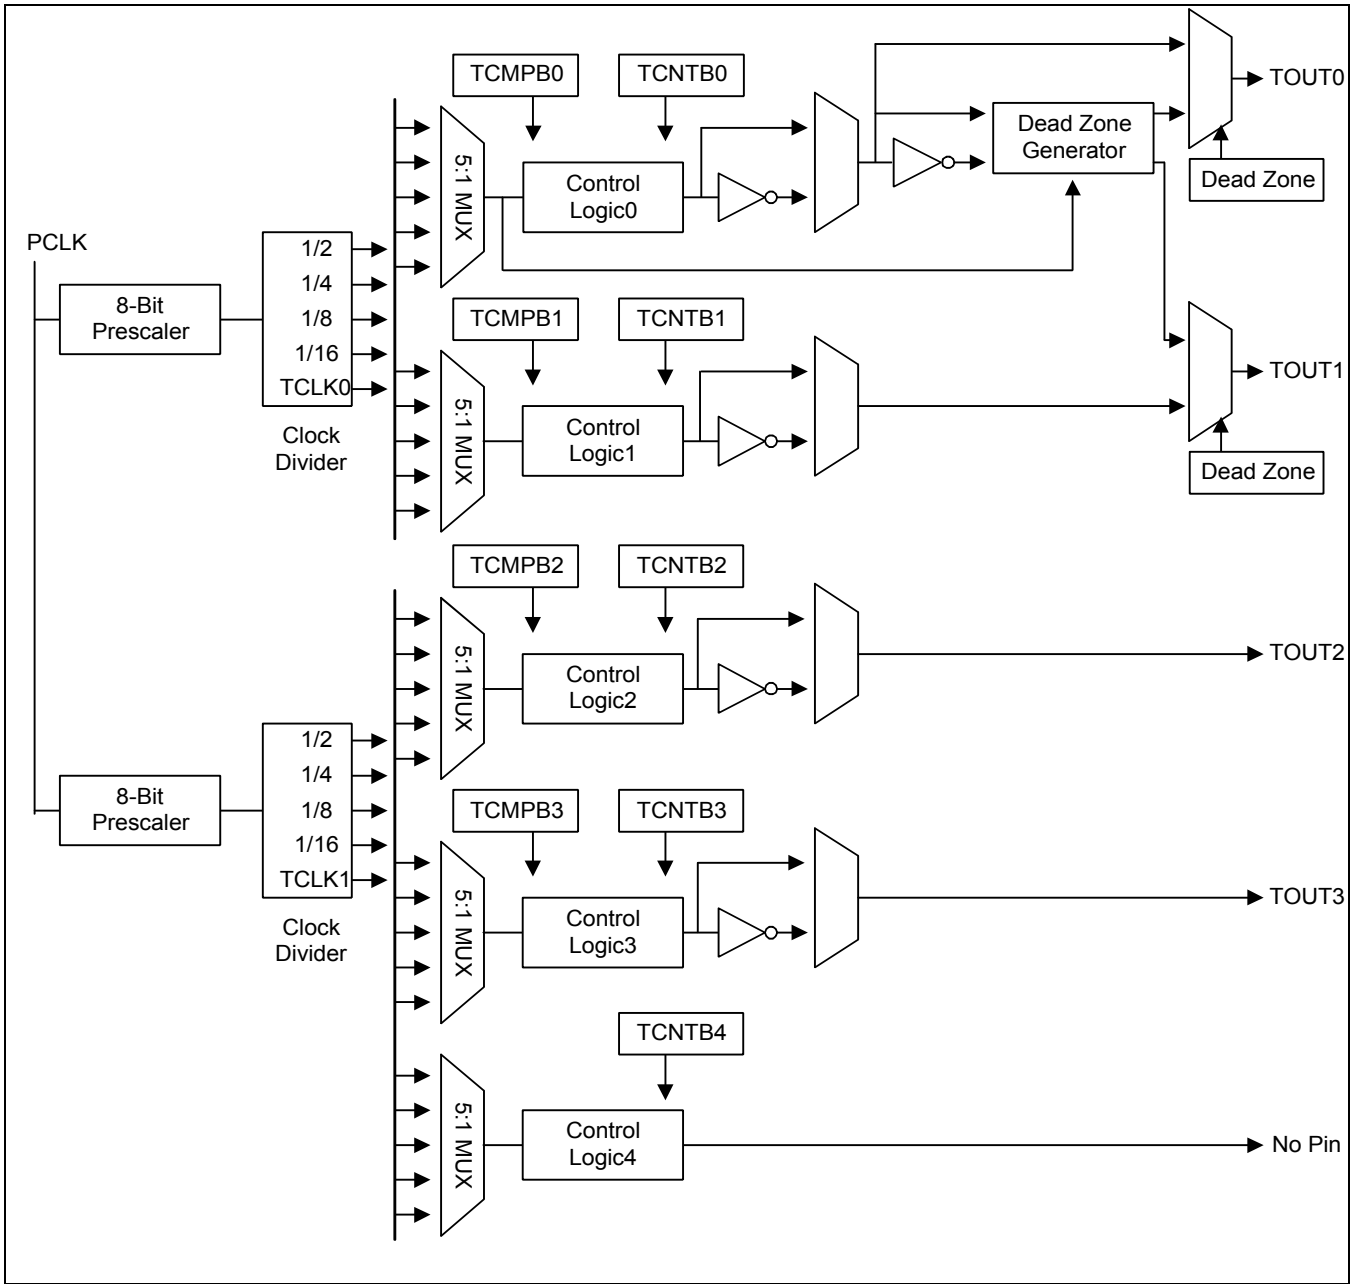 TCMPB0
TCNTB0
TOUT0
5:1 MUX
Control
Logic0
Dead Zone
Generator
Dead Zone
PCLK
8-Bit
Prescaler
1/2
1/4
1/8
1/16
TCLK0
Clock
Divider
TCMPB1
TCNTB1
5:1 MUX
Control
Logic1
TOUT1
Dead Zone
TCMPB2
TCNTB2
5:1 MUX
Control
Logic2
TOUT2
8-Bit
Prescaler
1/2
1/4
1/8
1/16
TCLK1
Clock
Divider
TCMPB3
TCNTB3
5:1 MUX
Control
Logic3
TOUT3
TCNTB4
5:1 MUX
Control
Logic4
No Pin